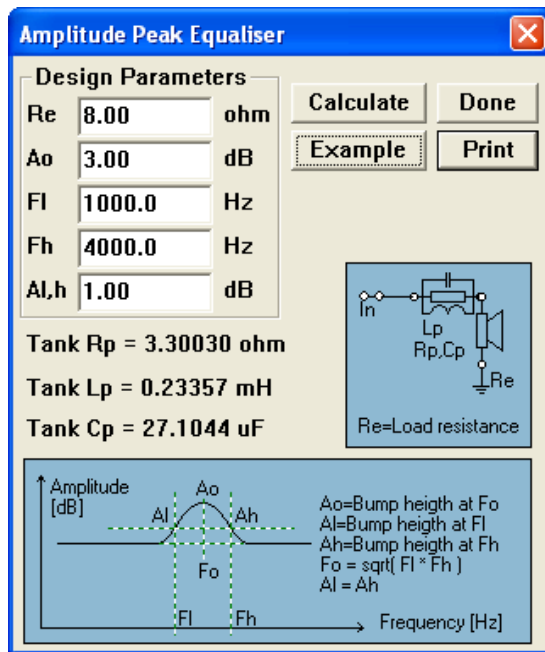 Amplitude Peak Equaliser
Design Parameters
Re 8.00 ohm
Ao 3.00 dB
Fl 1000.0 Hz
Fh 4000.0 Hz
Al,h 1.00 dB
Calculate Done
Example Print
Tank Rp = 3.30030 ohm
Tank Lp = 0.23357 mH
Tank Cp = 27.1044 uF
In
Lp
Rp,Cp
Re
Re=Load resistance
Amplitude
[dB]
Ao
Al
Ah
Fo
Fl
Fh
Frequency [Hz]
Ao=Bump heigth at Fo
Al=Bump heigth at Fl
Ah=Bump heigth at Fh
Fo = sqrt( Fl * Fh )
Al = Ah